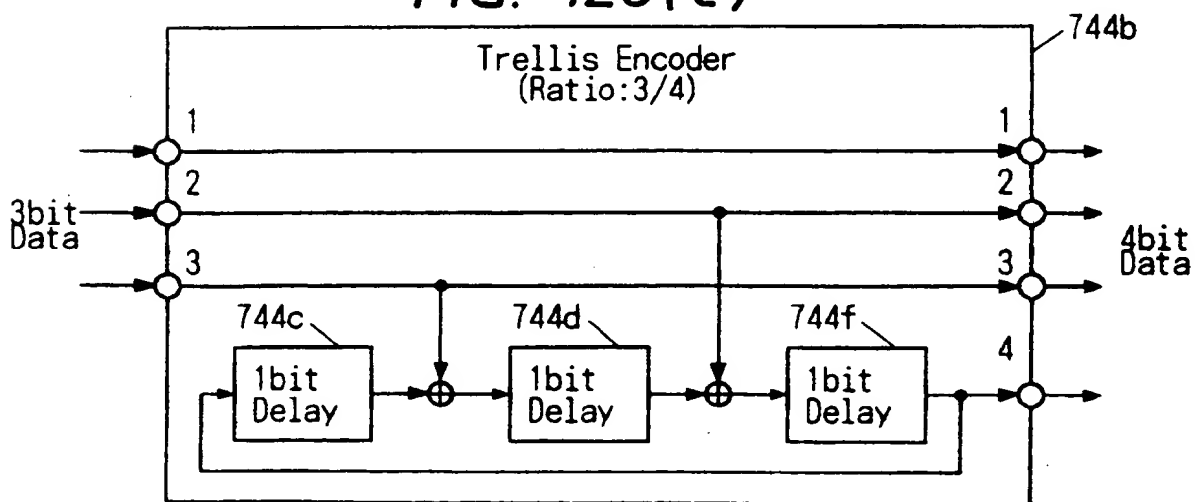 744b
Trellis Encoder
(Ratio:3/4)
1
1
2
2
3bit
Data
4bit
Data
3
3
744c
744d
744f
4
1bit
Delay
1bit
Delay
1bit
Delay